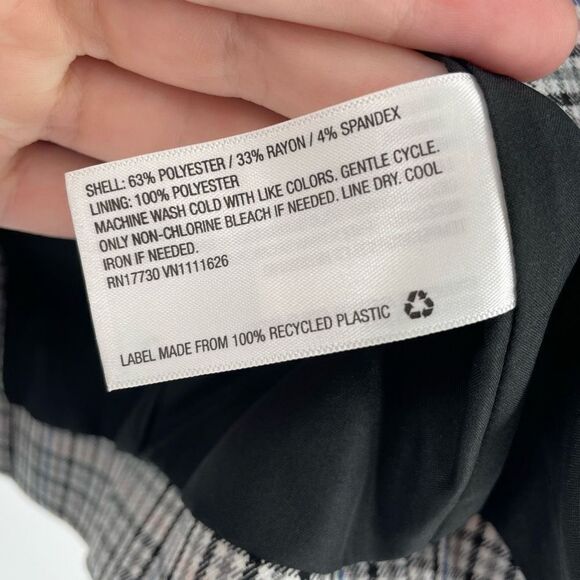 SHELL: 63% POLYESTER / 33% RAYON / 4% SPANDEX
LINING: 100% POLYESTER
MACHINE WASH COLD WITH LIKE COLORS. GENTLE CYCLE.
ONLY NON-CHLORINE BLEACH IF NEEDED. LINE DRY. COOL
IRON IF NEEDED.
RN17730 VN1111626
LABEL MADE FROM 100% RECYCLED PLASTIC